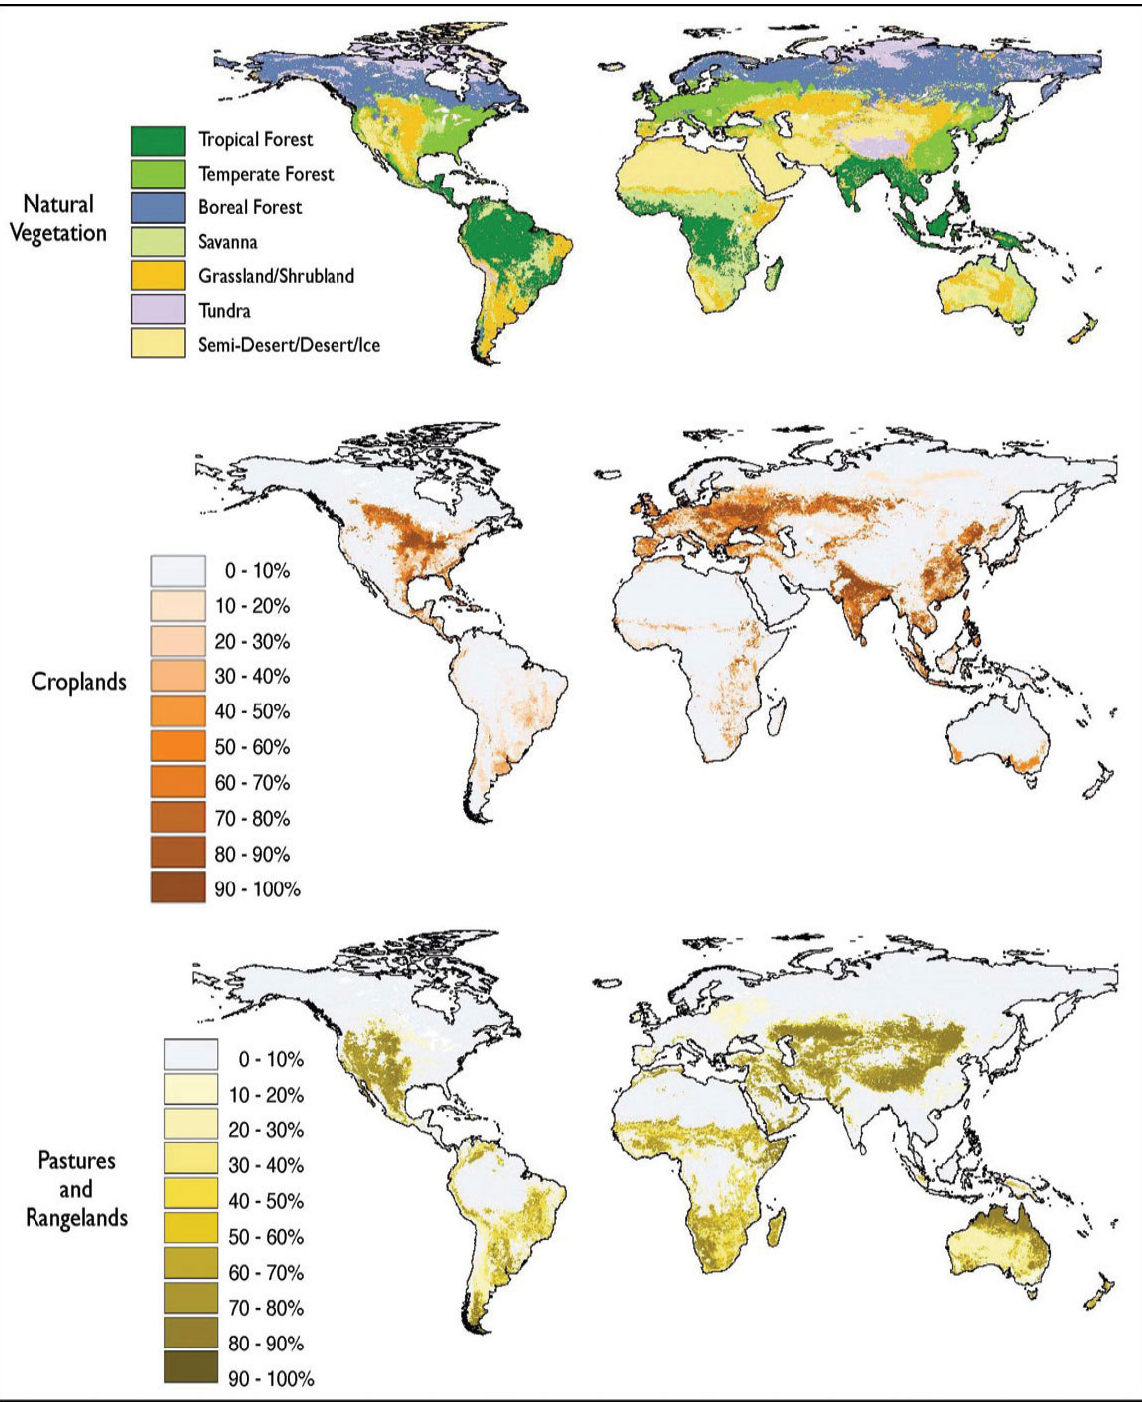 Natural
Vegetation
Tropical Forest
Temperate Forest
Boreal Forest
Savanna
Grassland/Shrubland
Tundra
Semi-Desert/Desert/Ice
Croplands
0 - 10%
10 - 20%
20 - 30%
30 - 40%
40 - 50%
50 - 60%
60 - 70%
70 - 80%
80 - 90%
90 - 100%
Pastures
and
Rangelands
0 - 10%
10 - 20%
20 - 30%
30 - 40%
40 - 50%
50 - 60%
60 - 70%
70 - 80%
80 - 90%
90 - 100%